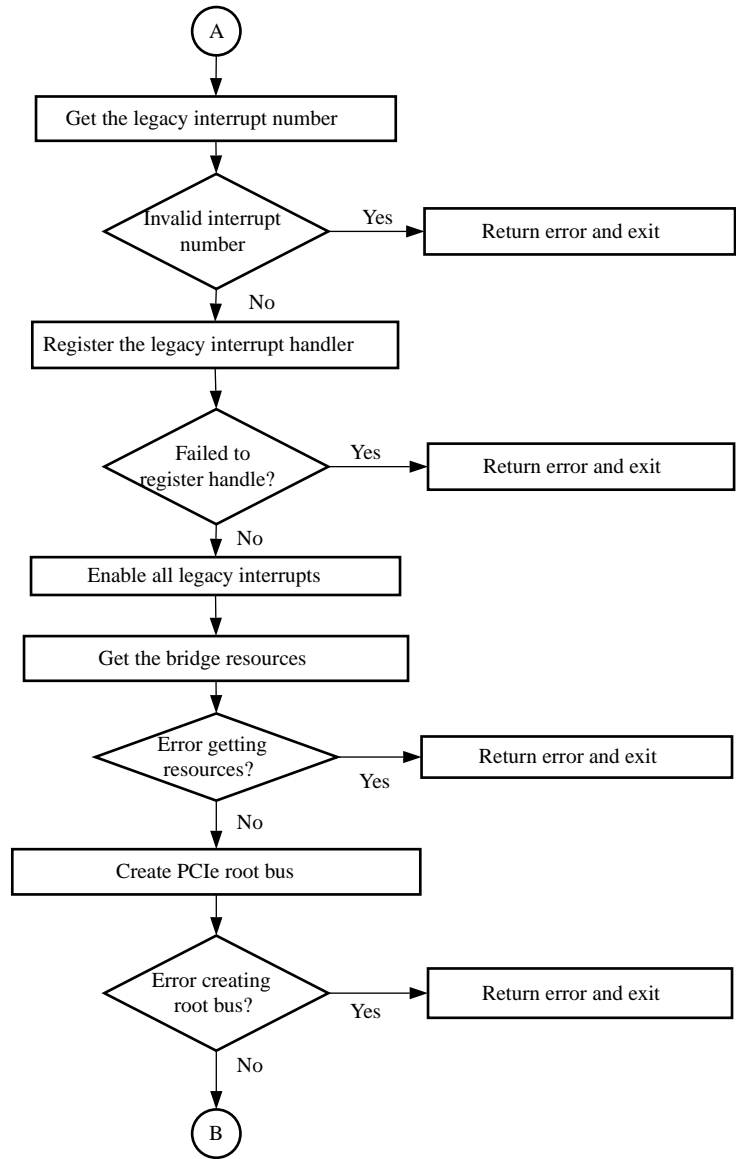 A
Get the legacy interrupt number
Invalid interrupt
number
Yes
Return error and exit
No
Register the legacy interrupt handler
Failed to
register handle?
Yes
Return error and exit
No
Enable all legacy interrupts
Get the bridge resources
Error getting
resources?
Yes
Return error and exit
No
Create PCIe root bus
Error creating
root bus?
Yes
Return error and exit
No
B